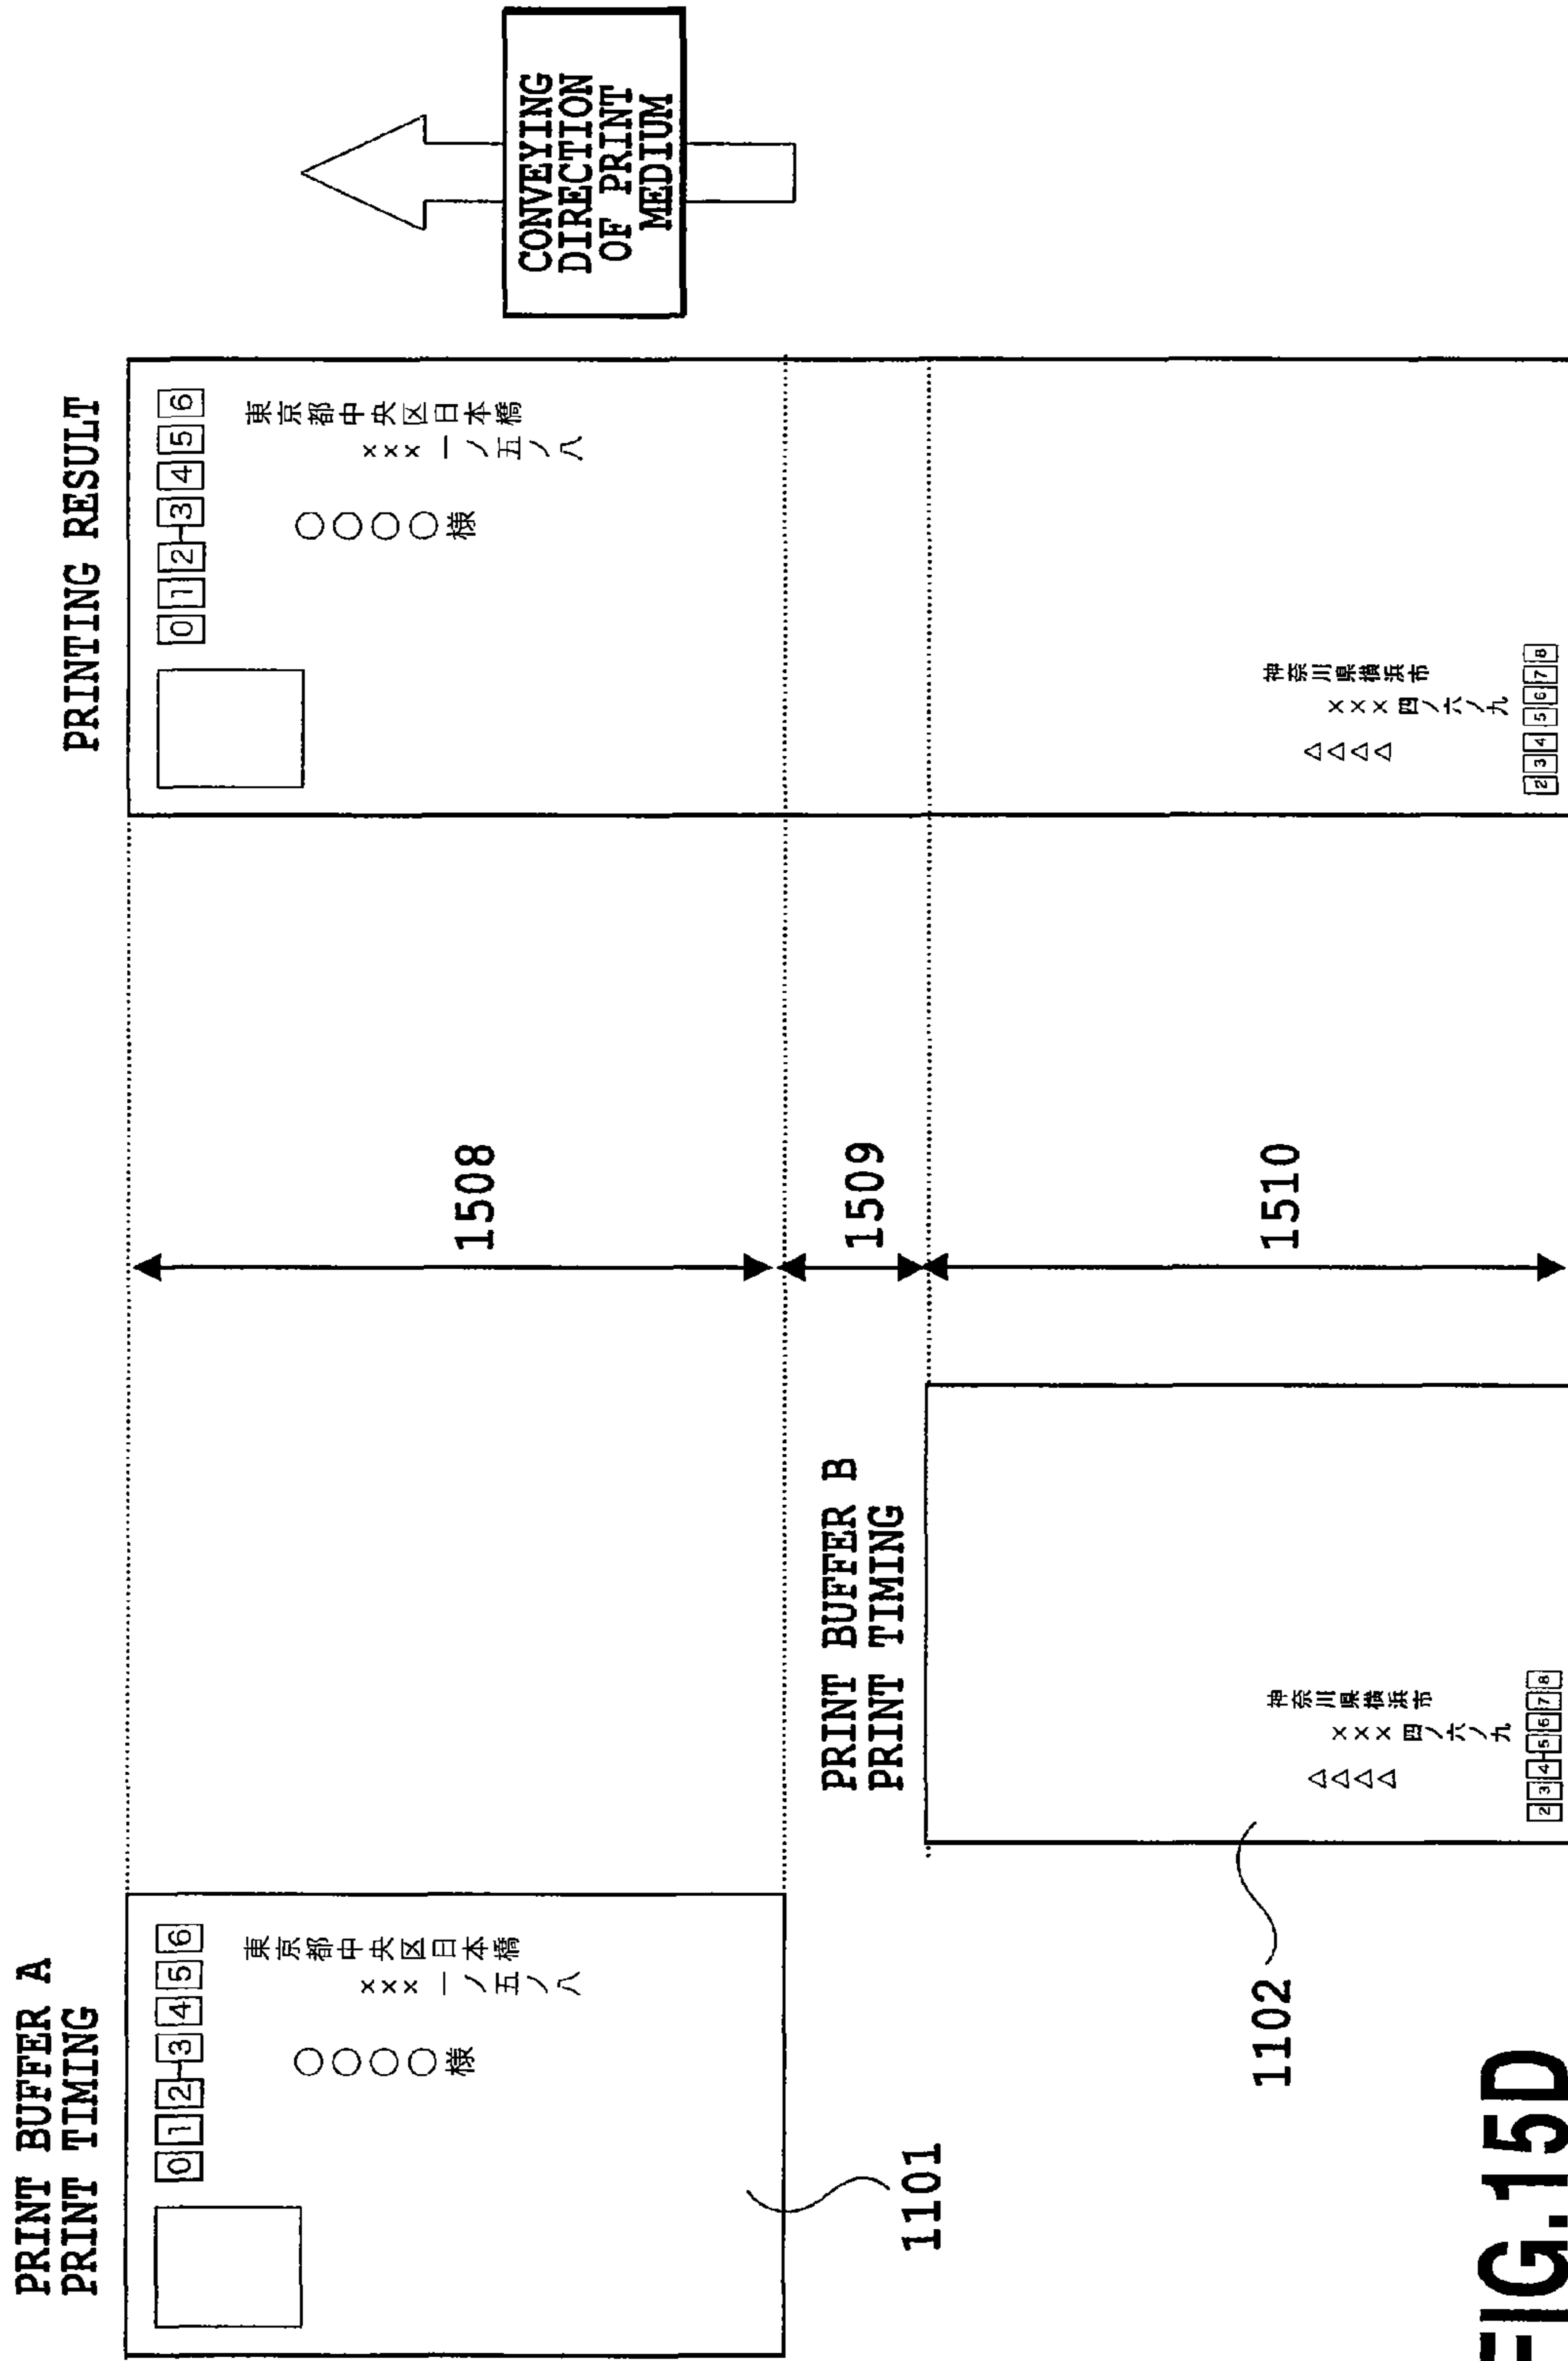 PRINT BUFFER A
PRINT TIMING
0 1 2-3 4 5 6
東京都中央区日本橋
××× 一ノ五ノ八
○○○○様
1101
PRINT BUFFER B
PRINT TIMING
神奈川県横浜市
××× 四ノ六ノ九
△△△△
2 3 4-5 6 7 8
1102
1508
1509
1510
PRINTING RESULT
0 1 2-3 4 5 6
東京都中央区日本橋
××× 一ノ五ノ八
○○○○様
神奈川県横浜市
××× 四ノ六ノ九
△△△△
2 3 4 5 6 7 8
CONVEYING
DIRECTION
OF PRINT
MEDIUM
FIG.15D